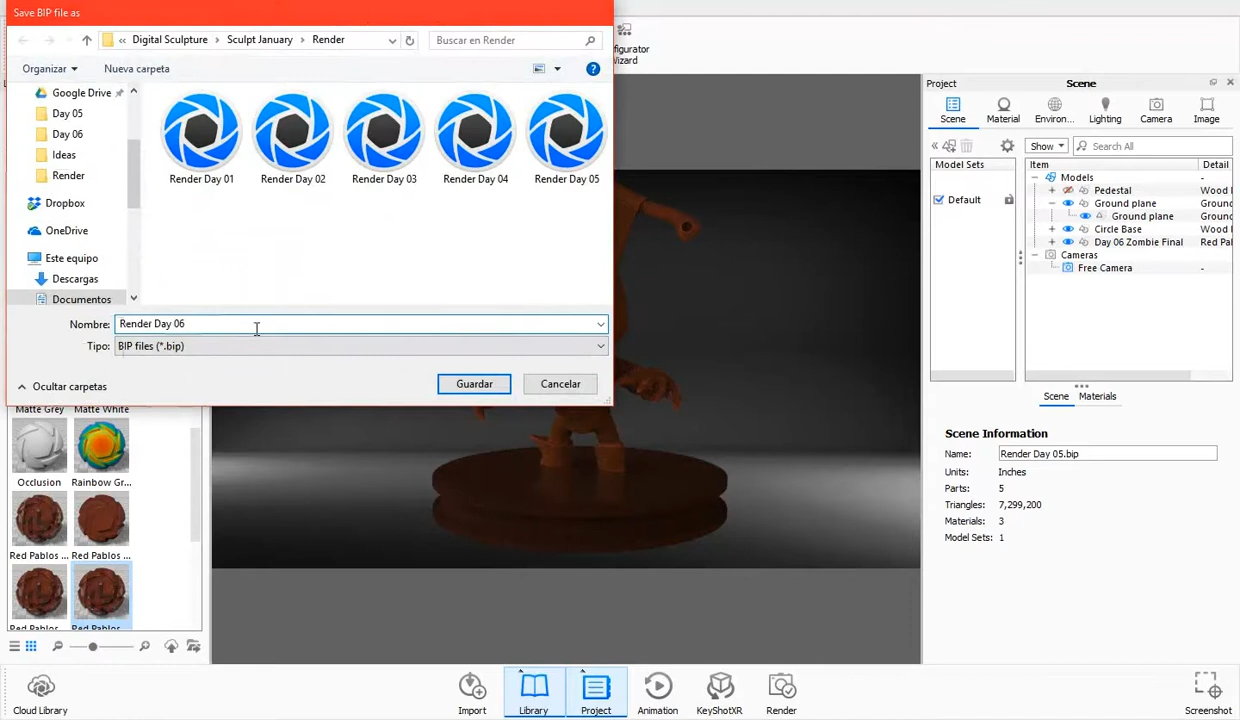 Save BIP file as
« Digital Sculpture > Sculpt January > Render
Buscar en Render
figurator
Wizard
Organizar
Nueva carpeta
Google Drive
Day 05
Day 06
Ideas
Render
Dropbox
OneDrive
Este equipo
Descargas
Documentos
Render Day 01
Render Day 02
Render Day 03
Render Day 04
Render Day 05
Nombre: Render Day 06
Tipo: BIP files (*.bip)
Ocultar carpetas
Guardar
Cancelar
Matte Grey
Matte White
Occlusion
Rainbow Gr...
Red Pablos ...
Red Pablos ...
Red Pablos ...
Red Pablos
Project
Scene
Scene
Material
Environ...
Lighting
Camera
Image
Show
Search All
Model Sets
Default
Item
Detail
Models
-
Pedestal
Wood
Ground plane
Ground plane
Circle Base
Wood
Day 06 Zombie Final
Red Pal
Cameras
Free Camera
-
Scene
Materials
Scene Information
Name: Render Day 05.bip
Units: Inches
Parts: 5
Triangles: 7,299,200
Materials: 3
Model Sets: 1
Cloud Library
Import
Library
Project
Animation
KeyShotXR
Render
Screenshot